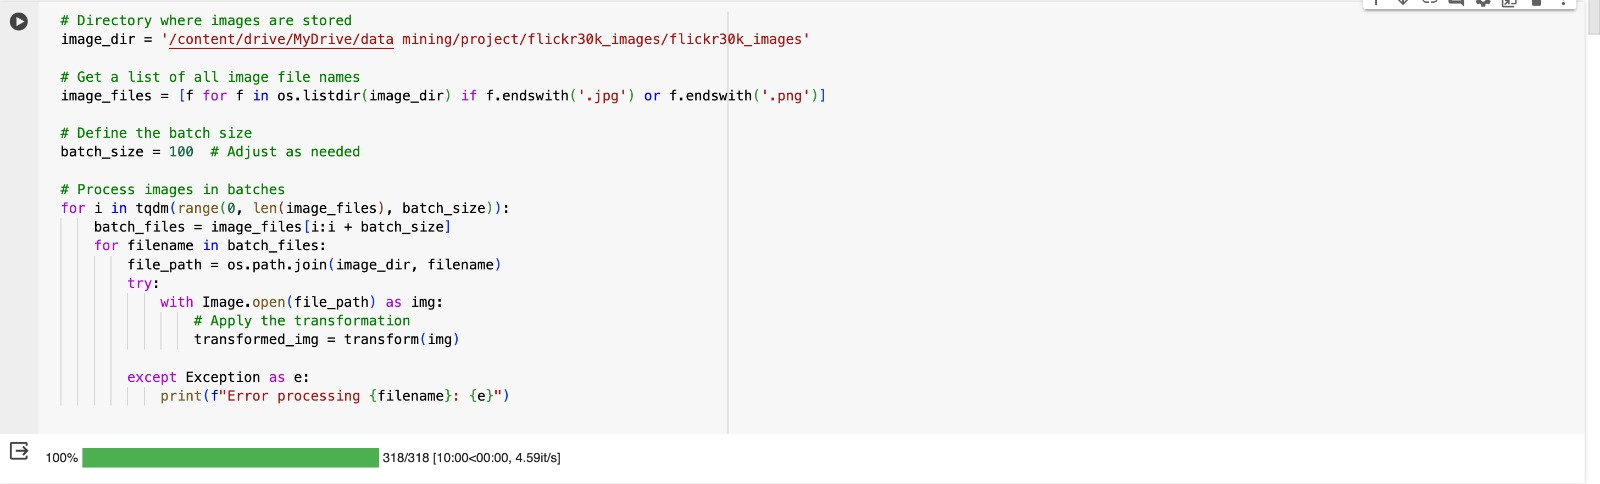 # Directory where images are stored
image_dir = '/content/drive/MyDrive/data mining/project/flickr30k_images/flickr30k_images'
# Get a list of all image file names
image_files = [f for f in os.listdir(image_dir) if f.endswith('.jpg') or f.endswith('.png')]
# Define the batch size
batch_size = 100  # Adjust as needed
# Process images in batches
for i in tqdm(range(0, len(image_files), batch_size)):
    batch_files = image_files[i:i + batch_size]
    for filename in batch_files:
        file_path = os.path.join(image_dir, filename)
        try:
            with Image.open(file_path) as img:
                # Apply the transformation
                transformed_img = transform(img)
        except Exception as e:
            print(f"Error processing {filename}: {e}")
100% 318/318 [10:00<00:00, 4.59it/s]